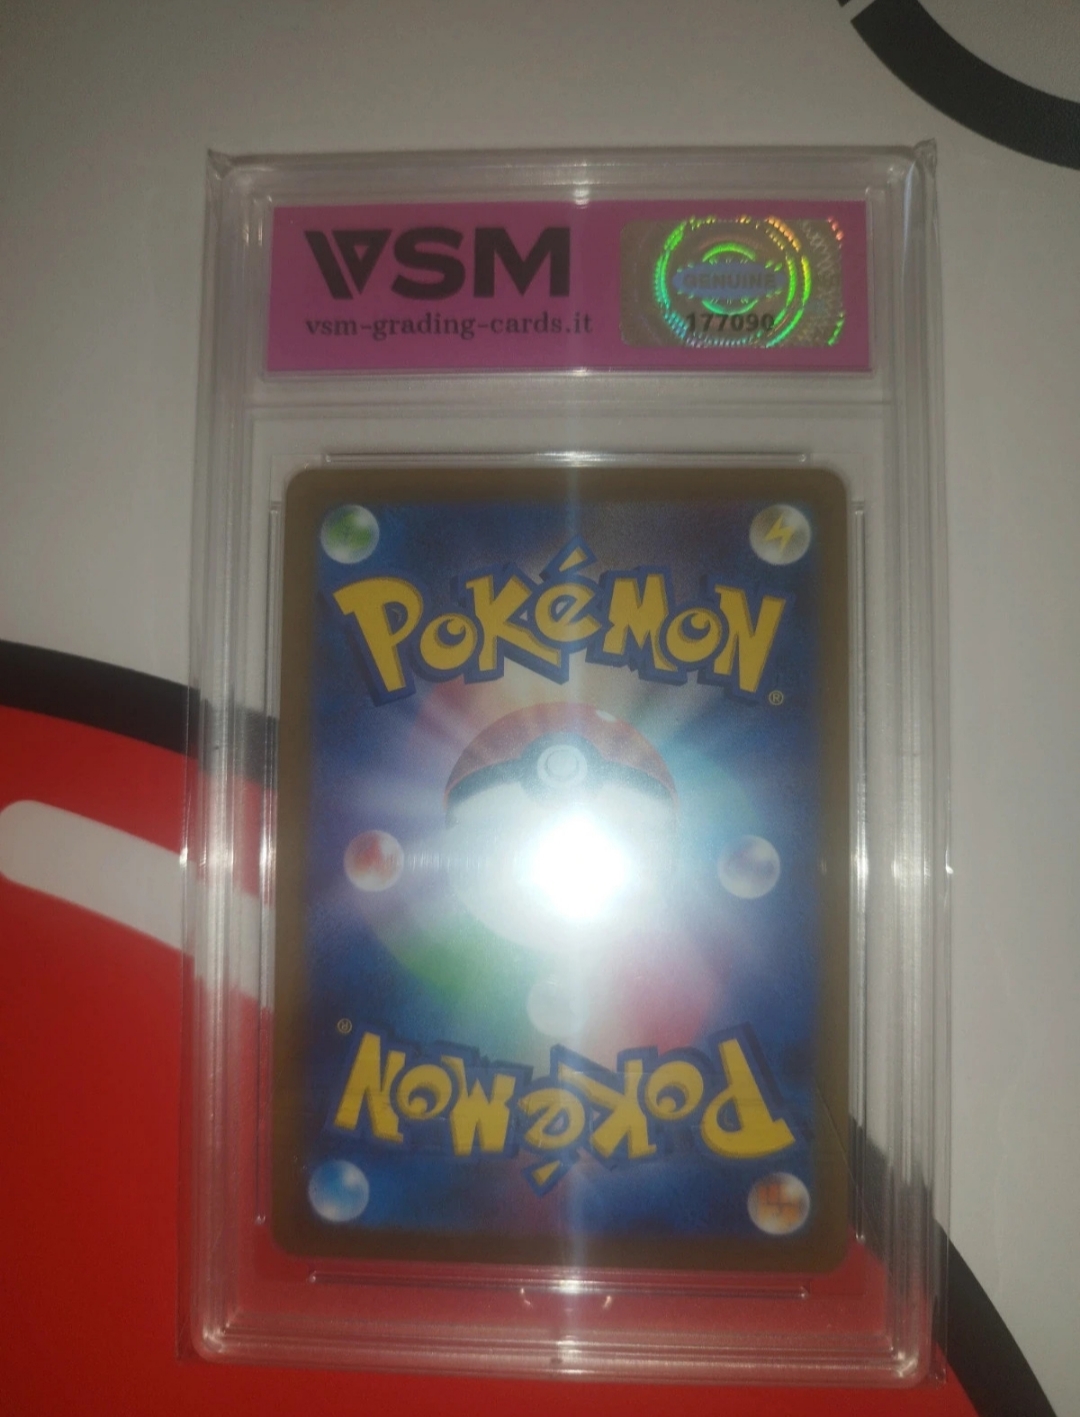 VSM
vsm-grading-cards.it
GENUINE
177090
POKéMON
®
®
POKéMON